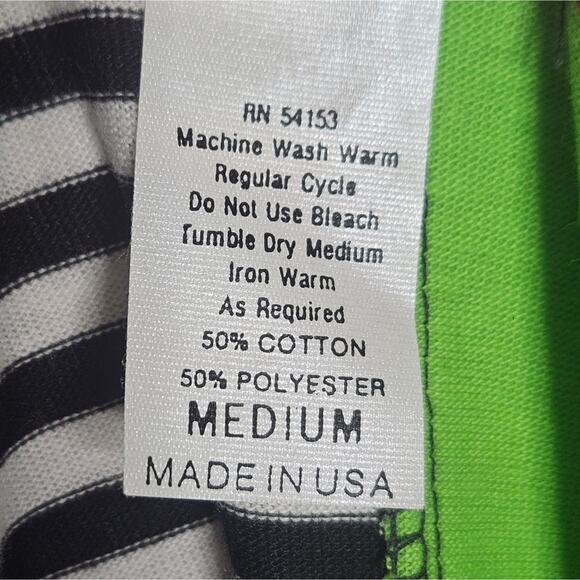 RN 54153
Machine Wash Warm
Regular Cycle
Do Not Use Bleach
Tumble Dry Medium
Iron Warm
As Required
50% COTTON
50% POLYESTER
MEDIUM
MADE IN USA